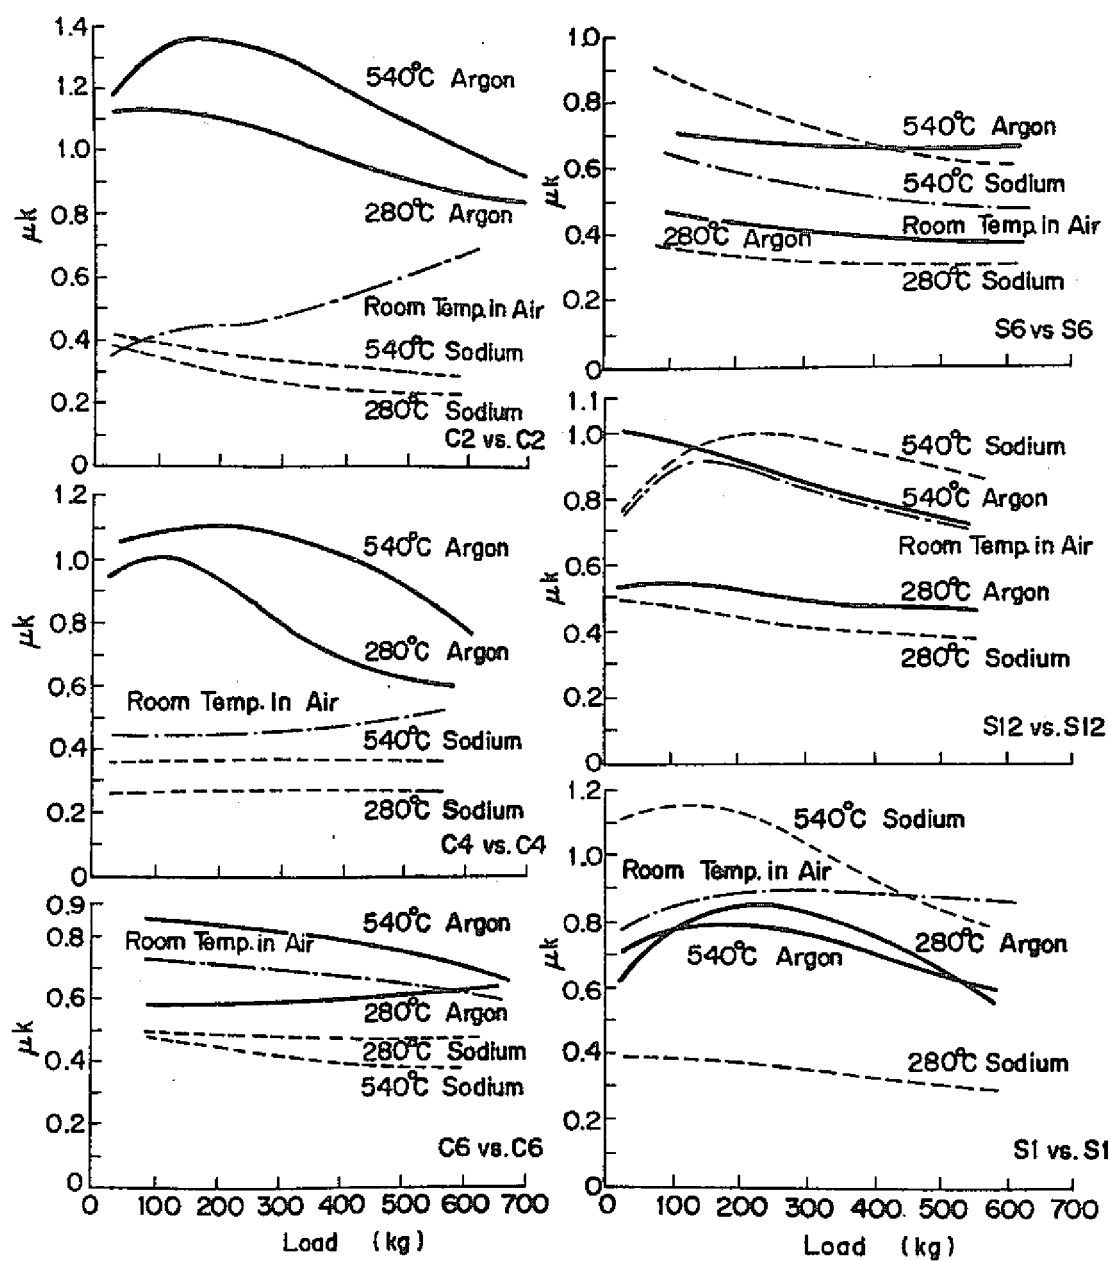 1.4
1.2
1.0
0.8
0.6
0.4
0.2
0
μk
540°C Argon
280°C Argon
Room Temp. in Air
540°C Sodium
280°C Sodium
C2 vs. C2
1.2
1.0
0.8
0.6
0.4
0.2
0
μk
540°C Argon
280°C Argon
Room Temp. in Air
540°C Sodium
280°C Sodium
C4 vs. C4
0.9
0.8
0.6
0.4
0.2
0
μk
540°C Argon
Room Temp. in Air
280°C Argon
280°C Sodium
540°C Sodium
C6 vs. C6
0 100 200 300 400 500 600 700
Load (kg)
1.0
0.8
0.6
0.4
0.2
0
μk
540°C Argon
540°C Sodium
Room Temp. in Air
280°C Argon
280°C Sodium
S6 vs S6
1.1
1.0
0.8
0.6
0.4
0.2
0
μk
540°C Sodium
540°C Argon
Room Temp. in Air
280°C Argon
280°C Sodium
S12 vs. S12
1.2
1.0
0.8
0.6
0.4
0.2
0
μk
540°C Sodium
Room Temp. in Air
280°C Argon
540°C Argon
280°C Sodium
S1 vs. S1
0 100 200 300 400 500 600 700
Load (kg)